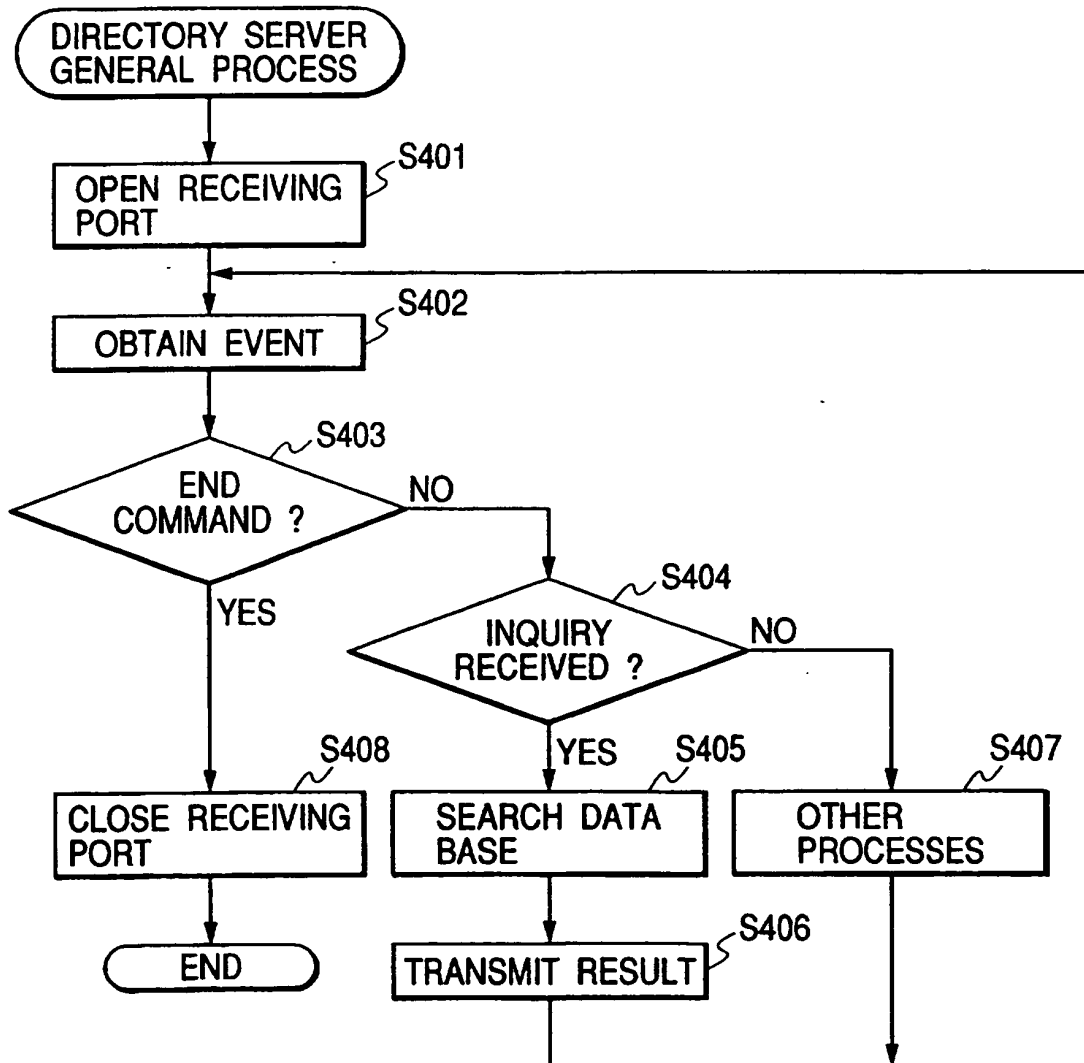 DIRECTORY SERVER
GENERAL PROCESS
S401
OPEN RECEIVING
PORT
S402
OBTAIN EVENT
S403
END
COMMAND ?
NO
YES
S404
INQUIRY
RECEIVED ?
NO
YES
S408
CLOSE RECEIVING
PORT
S405
SEARCH DATA
BASE
S407
OTHER
PROCESSES
END
S406
TRANSMIT RESULT